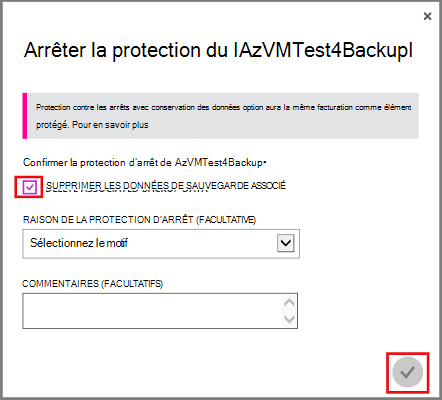 Arrêter la protection du IAzVMTest4BackupI
Protection contre les arrêts avec conservation des données option aura la même facturation comme élément
protégé. Pour en savoir plus
Confirmer la protection d'arrêt de AzVMTest4Backup•
SUPPRIMER LES DONNÉES DE SAUVEGARDE ASSOCIÉ
RAISON DE LA PROTECTION D'ARRÊT (FACULTATIVE)
Sélectionnez le motif
COMMENTAIRES (FACULTATIFS)